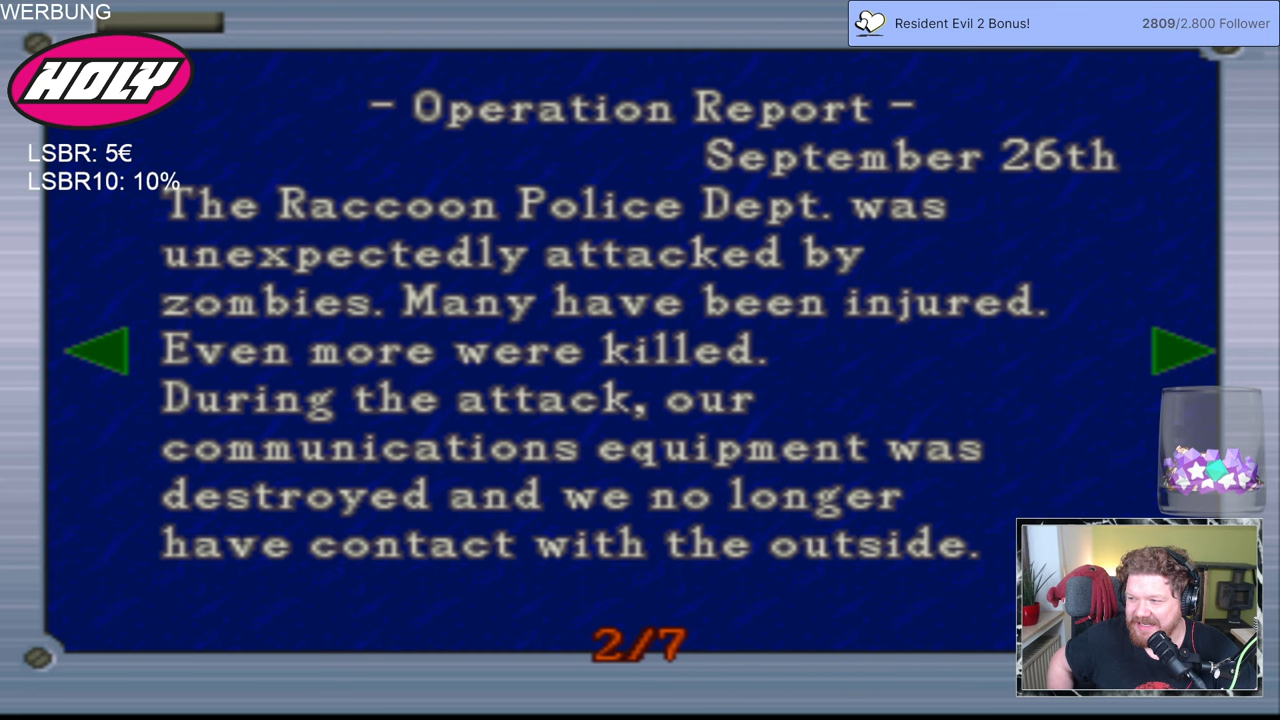 WERBUNG
Resident Evil 2 Bonus!
2809/2.800 Follower
HOLY
LSBR: 5€
LSBR10: 10%
- Operation Report -
September 26th
The Raccoon Police Dept. was
unexpectedly attacked by
zombies. Many have been injured.
Even more were killed.
During the attack, our
communications equipment was
destroyed and we no longer
have contact with the outside.
2/7